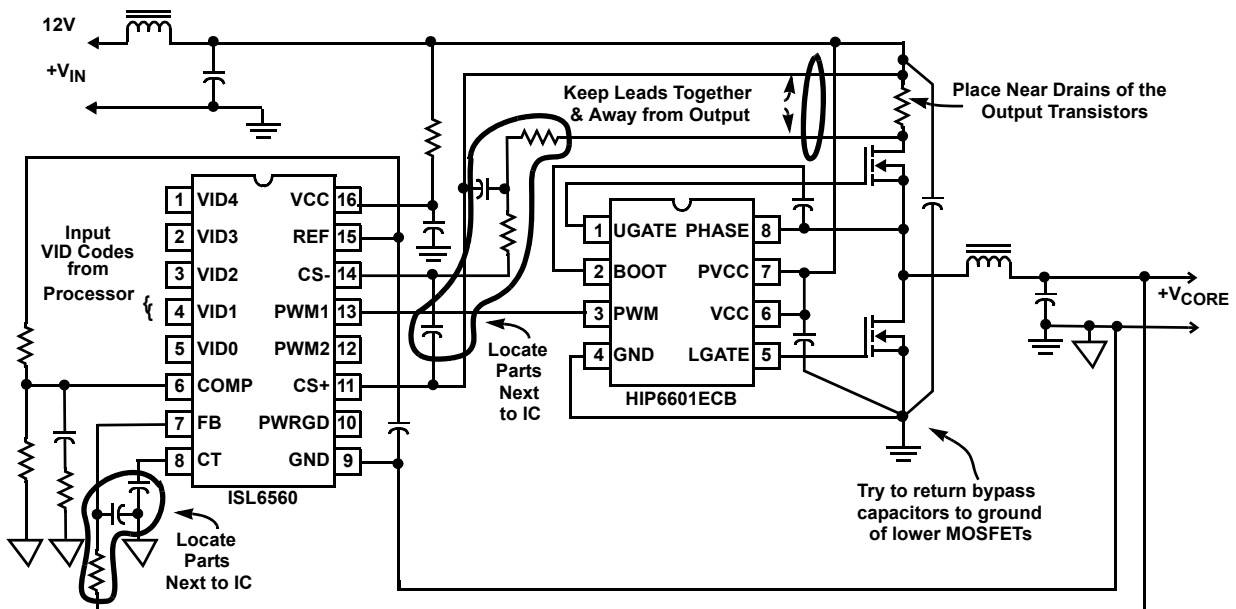 12V
+VIN
Keep Leads Together
& Away from Output
Place Near Drains of the
Output Transistors
Input
VID Codes
from
Processor
1 VID4
2 VID3
3 VID2
4 VID1
5 VID0
6 COMP
7 FB
8 CT
VCC 16
REF 15
CS- 14
PWM1 13
PWM2 12
CS+ 11
PWRGD 10
GND 9
ISL6560
1 UGATE
2 BOOT
3 PWM
4 GND
PHASE 8
PVCC 7
VCC 6
LGATE 5
HIP6601ECB
+VCORE
Locate
Parts
Next
to IC
Locate
Parts
Next to IC
Try to return bypass
capacitors to ground
of lower MOSFETs